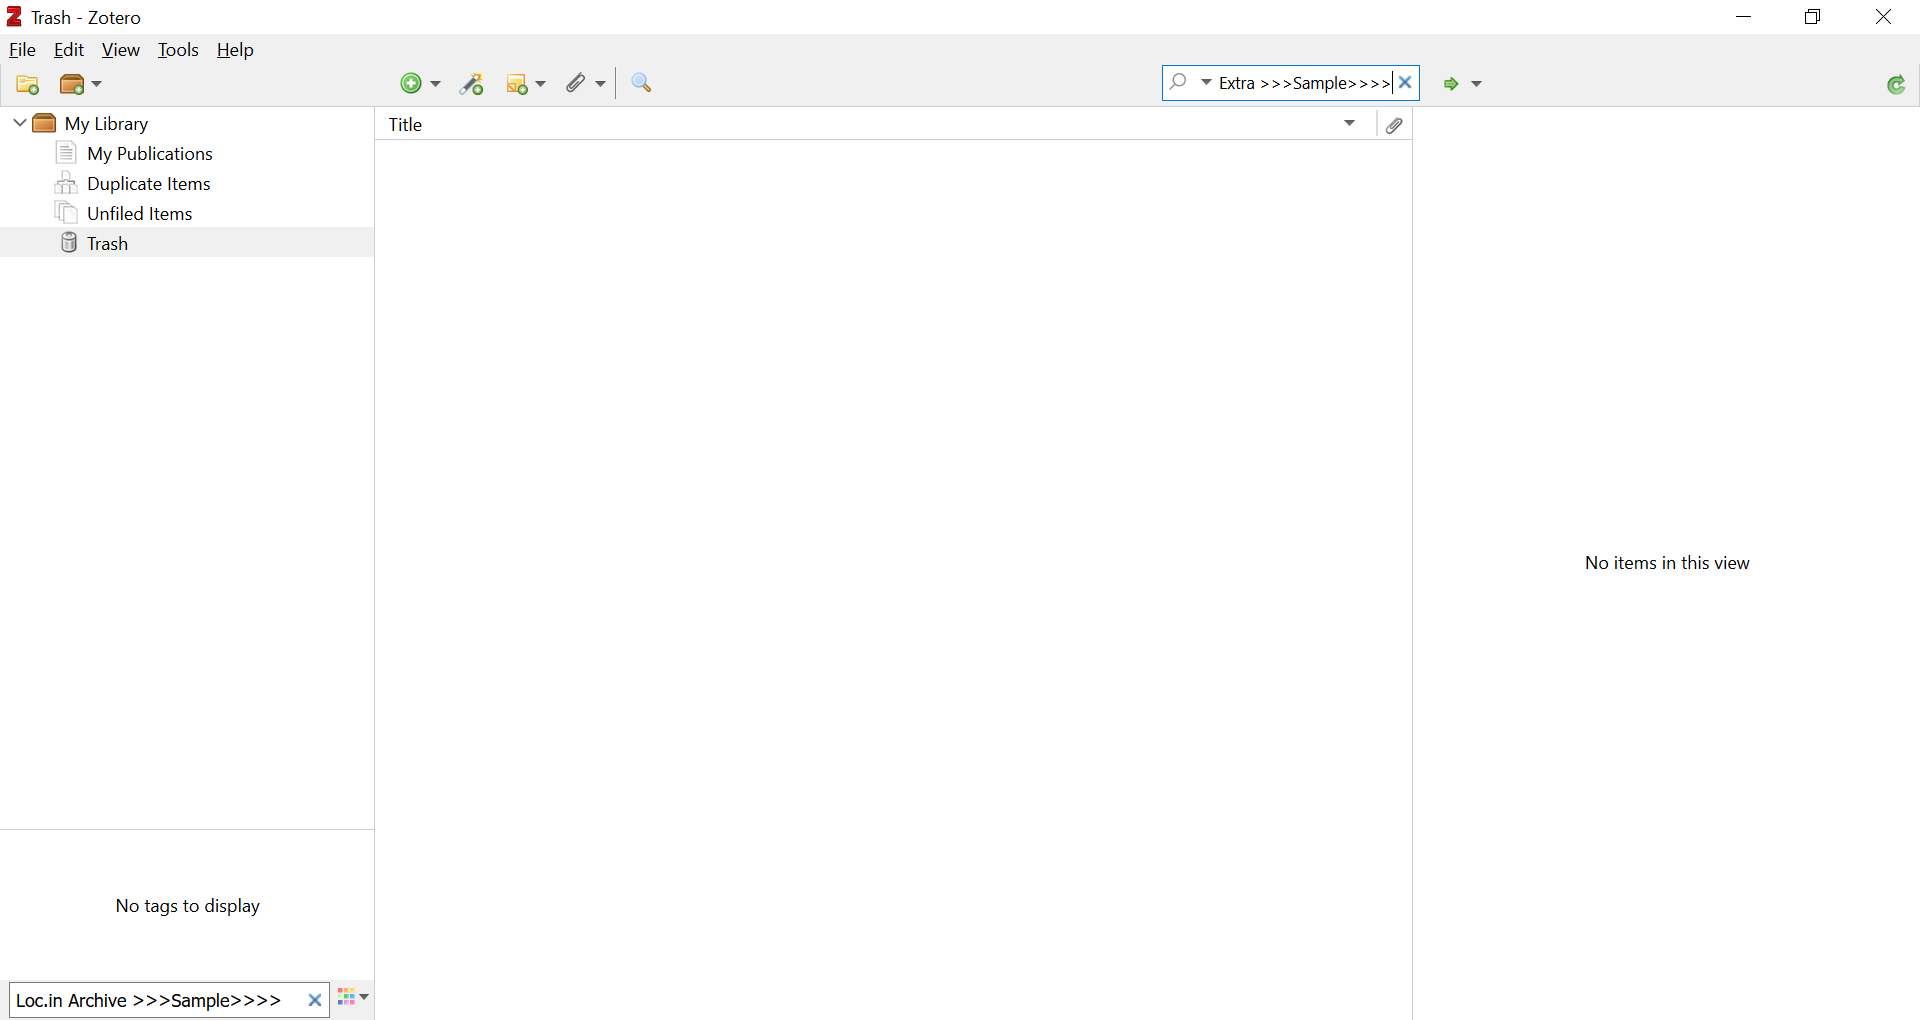 Trash - Zotero
File Edit View Tools Help
Extra >>>Sample>>>>
My Library
My Publications
Duplicate Items
Unfiled Items
Trash
Title
No items in this view
No tags to display
Loc.in Archive >>>Sample>>>>